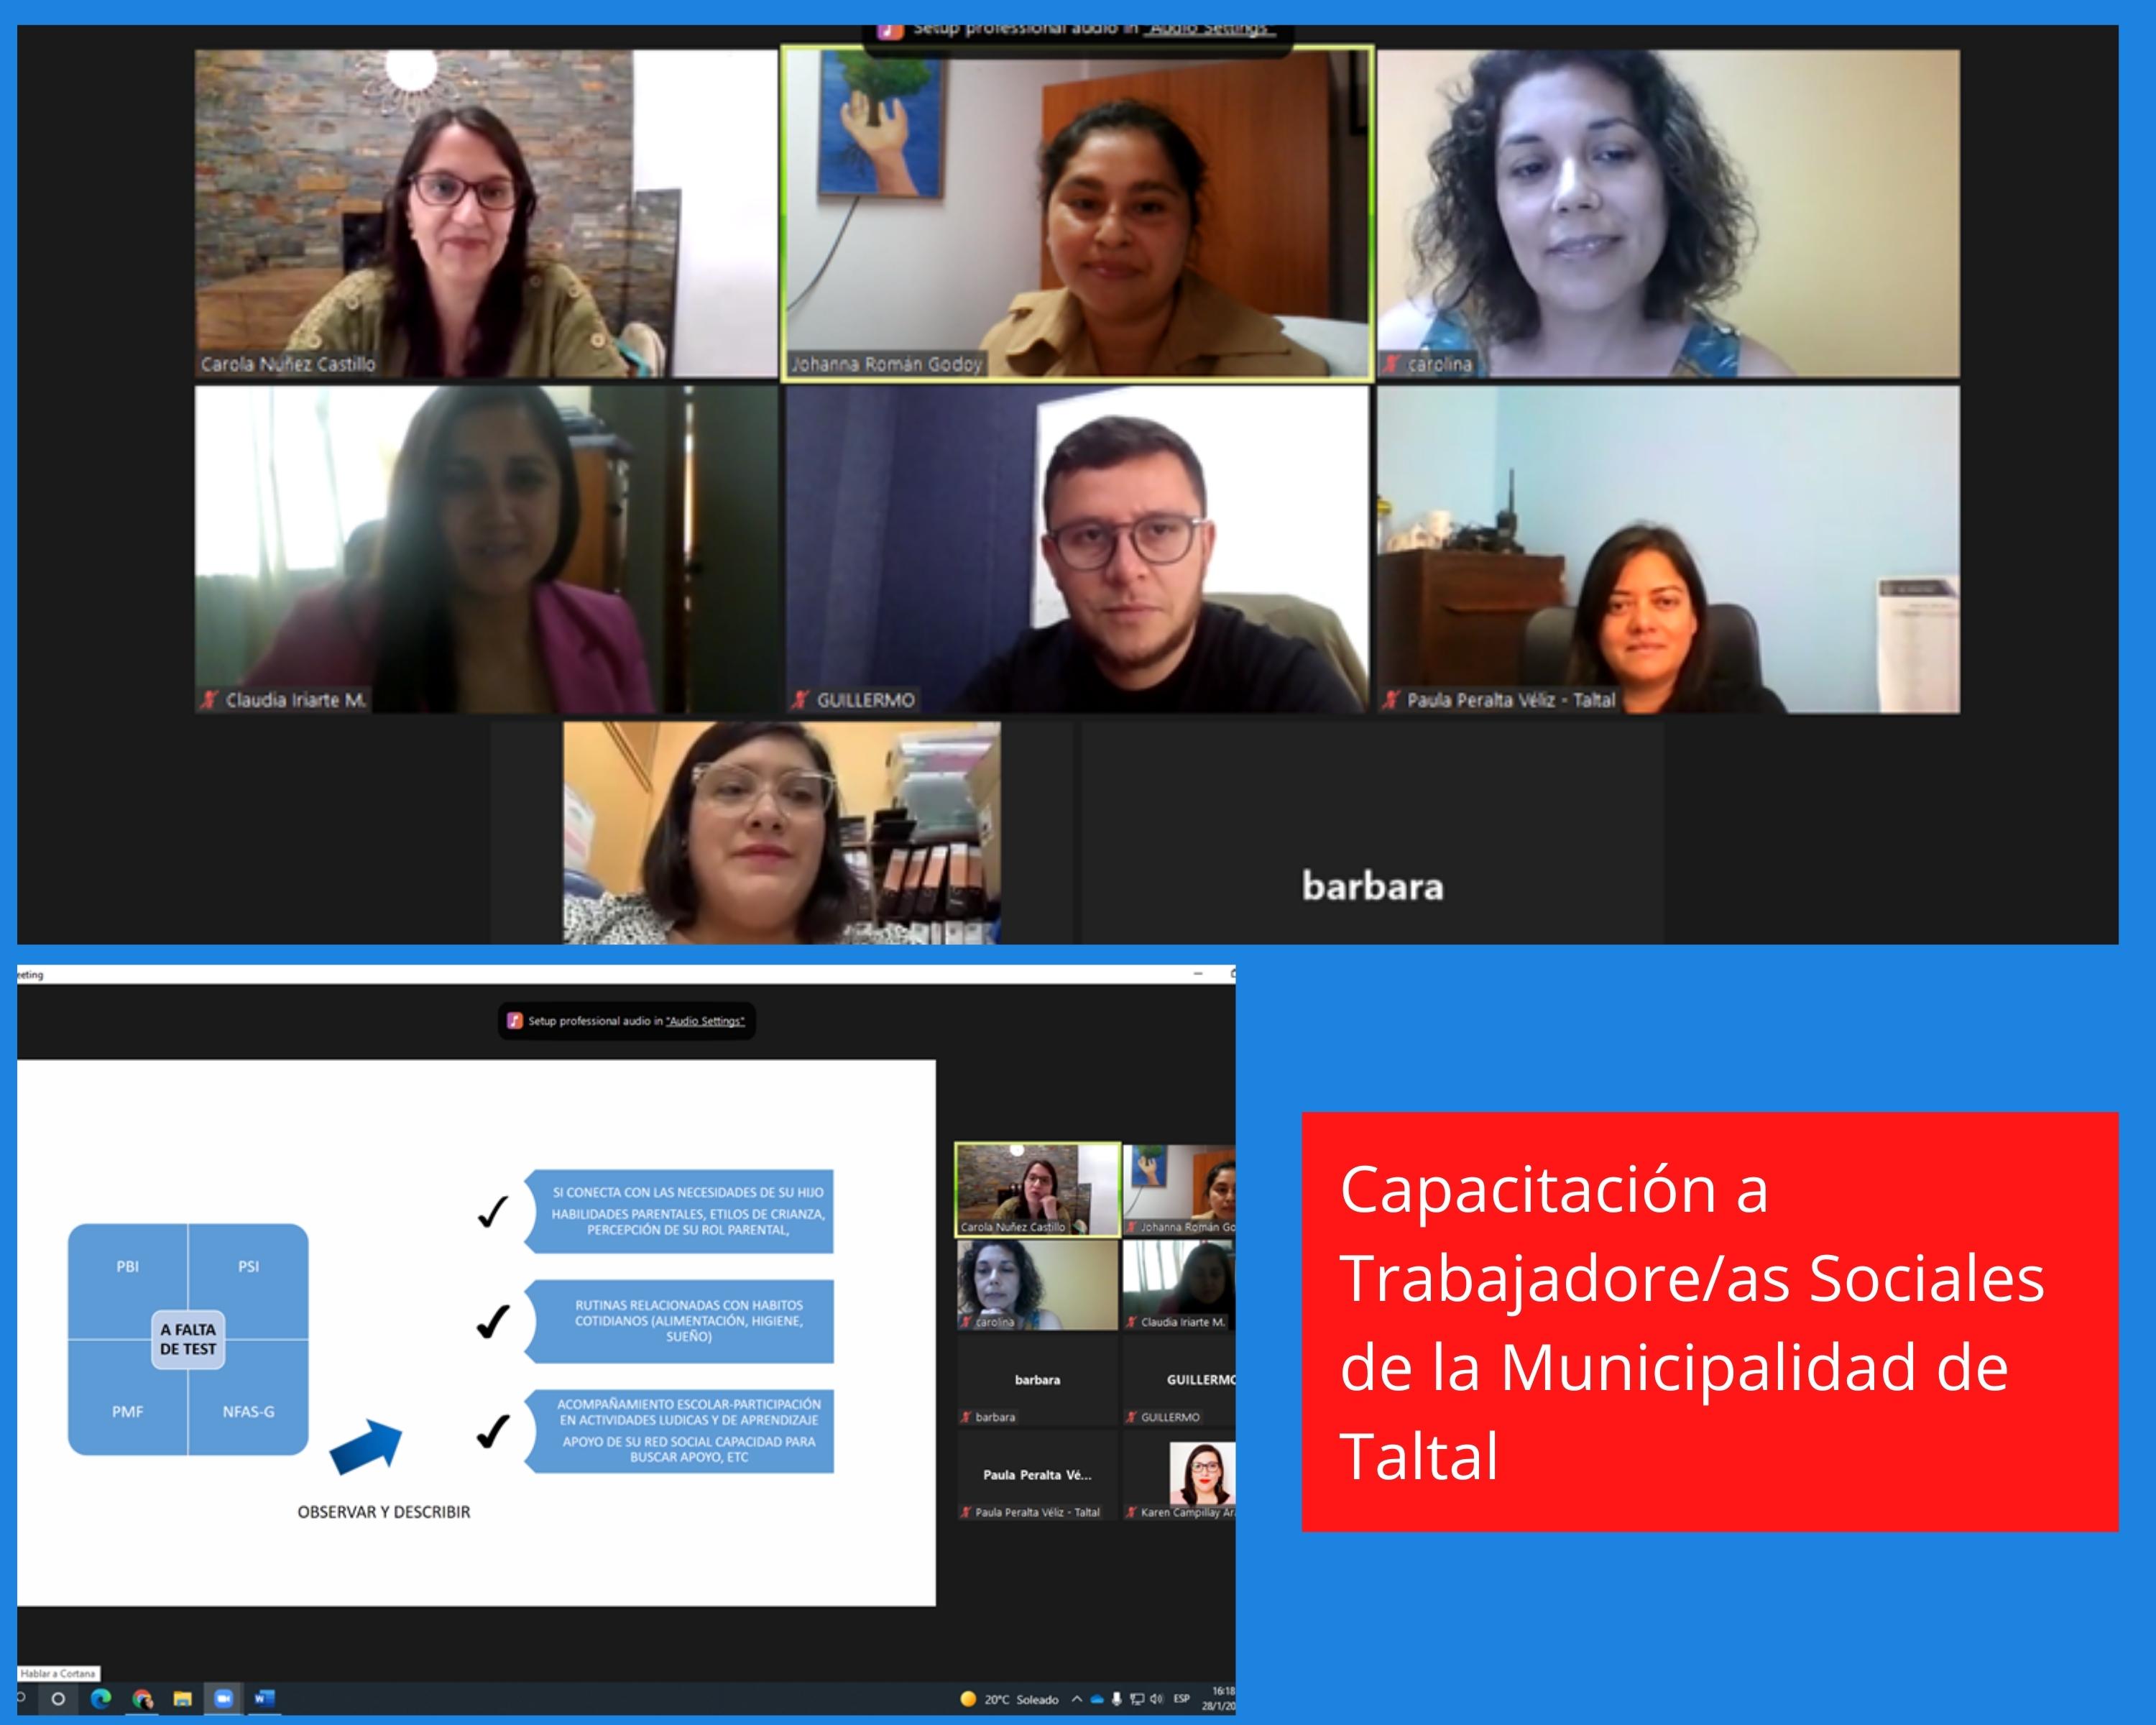 Setup professional audio in "Audio Settings"
Carola Nuñez Castillo
Johanna Román Godoy
carolina
Claudia Iriarte M.
GUILLERMO
Paula Peralta Véliz - Taltal
barbara
eeting
Setup professional audio in "Audio Settings"
SI CONECTA CON LAS NECESIDADES DE SU HIJO
HABILIDADES PARENTALES, ETILOS DE CRIANZA,
PERCEPCIÓN DE SU ROL PARENTAL,
PBI
PSI
A FALTA
DE TEST
PMF
NFAS-G
RUTINAS RELACIONADAS CON HABITOS
COTIDIANOS (ALIMENTACIÓN, HIGIENE,
SUEÑO)
ACOMPAÑAMIENTO ESCOLAR-PARTICIPACIÓN
EN ACTIVIDADES LUDICAS Y DE APRENDIZAJE
APOYO DE SU RED SOCIAL CAPACIDAD PARA
BUSCAR APOYO, ETC
OBSERVAR Y DESCRIBIR
Carola Nuñez Castillo
Johanna Román Go
carolina
Claudia Iriarte M.
barbara
GUILLERMO
barbara
GUILLERMO
Paula Peralta Vé...
Paula Peralta Véliz - Taltal
Karen Campillay Ar
Hablar a Cortana
20°C Soleado
ESP
16:18
28/1/20
Capacitación a
Trabajadore/as Sociales
de la Municipalidad de
Taltal